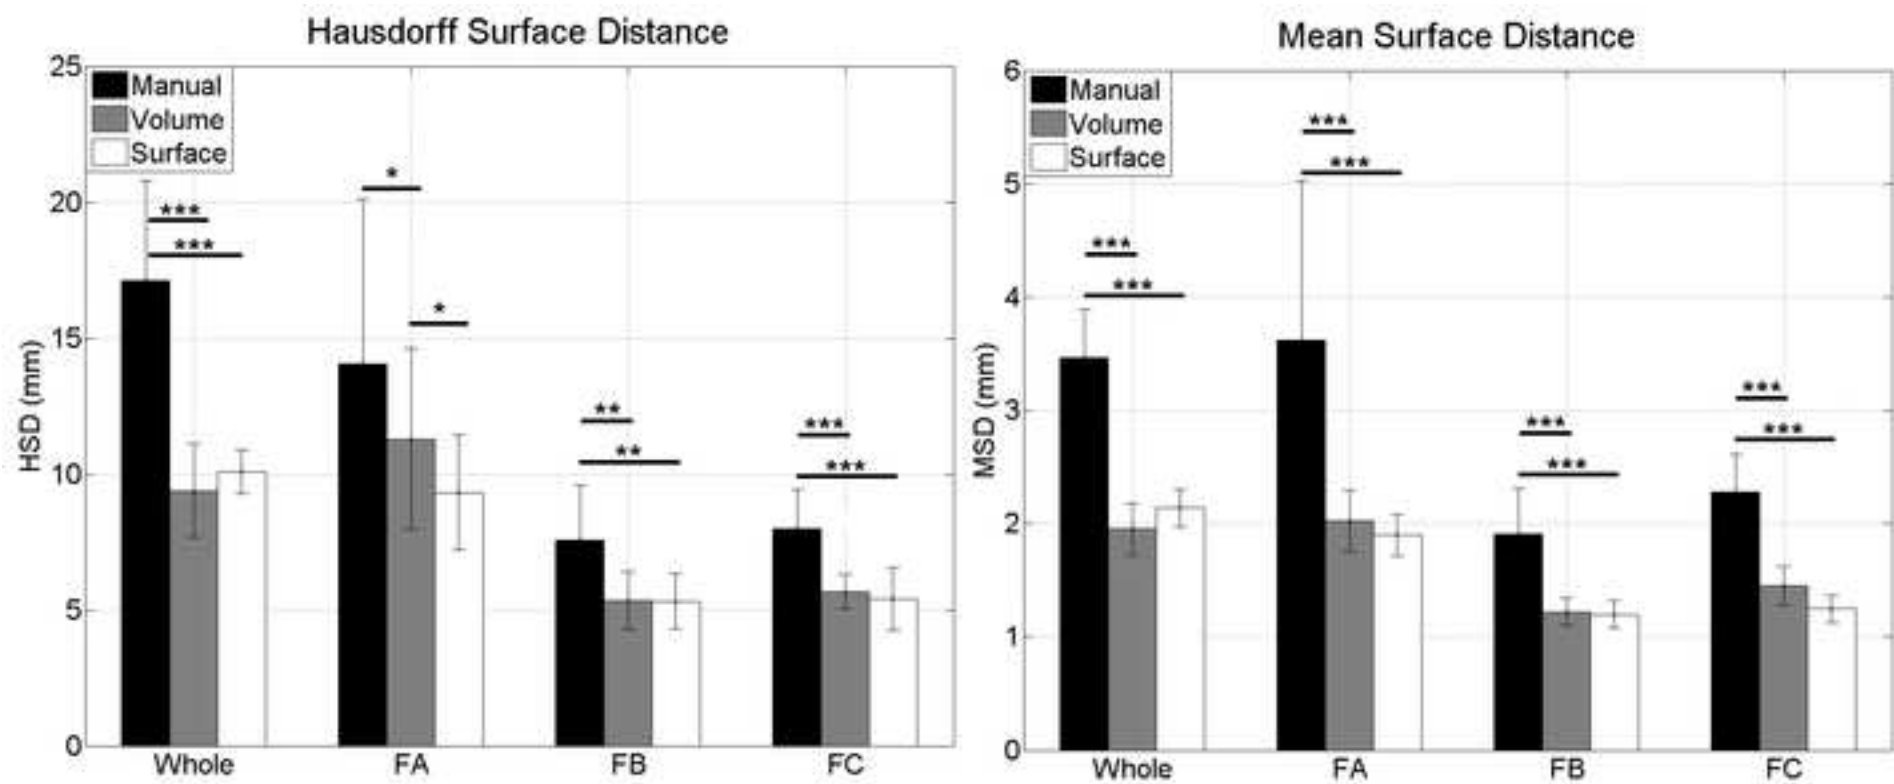 Hausdorff Surface Distance
HSD (mm)
25
20
15
10
5
0
Manual
Volume
Surface
***
***
*
*
**
**
***
***
Whole
FA
FB
FC
Mean Surface Distance
MSD (mm)
6
5
4
3
2
1
0
Manual
Volume
Surface
***
***
***
***
***
***
***
***
Whole
FA
FB
FC